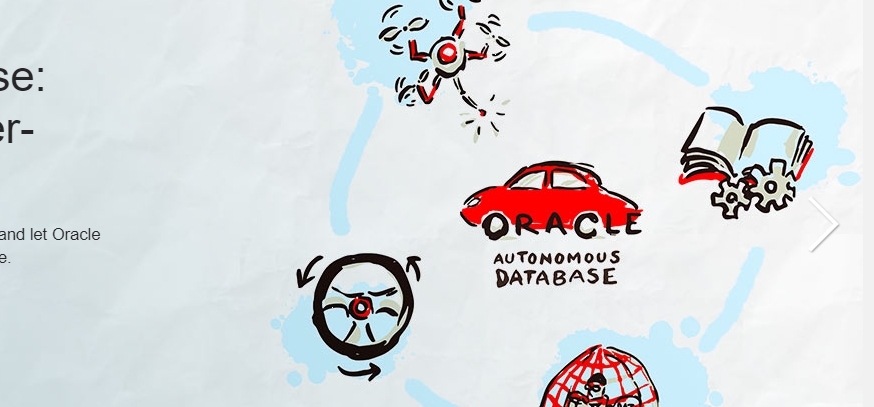 se:
er-
and let Oracle
e.
ORACLE
AUTONOMOUS
DATABASE